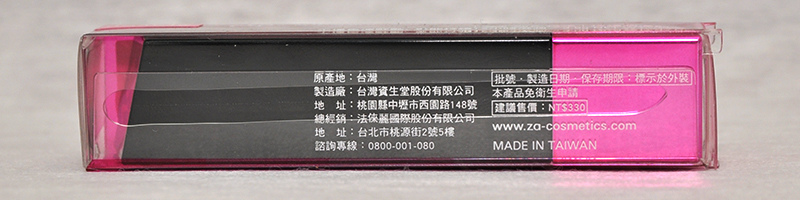 原產地：台灣
製造廠：台灣資生堂股份有限公司
地　址：桃園縣中壢市西園路148號
總經銷：法倈麗國際股份有限公司
地　址：台北市桃源街2號5樓
諮詢專線：0800-001-080
批號、製造日期、保存期限：標示於外裝
本產品免衛生申請
建議售價：NT$330
www.za-cosmetics.com
MADE IN TAIWAN